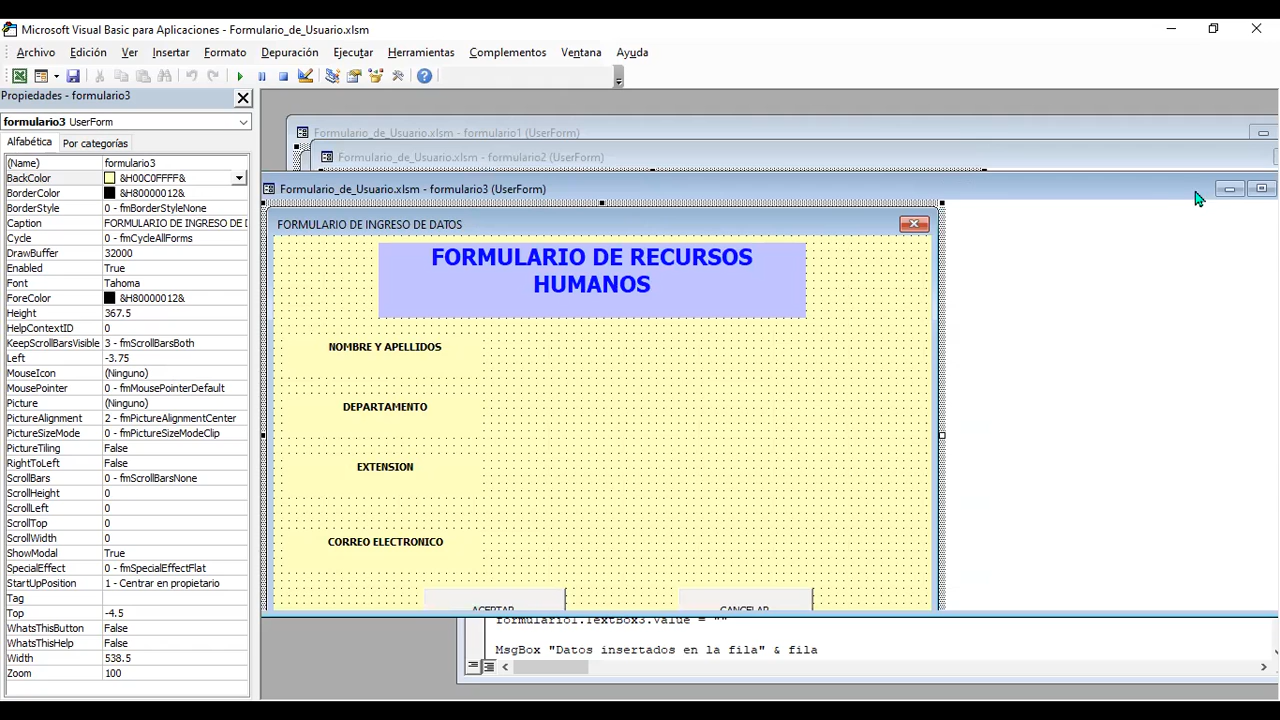 Microsoft Visual Basic para Aplicaciones - Formulario_de_Usuario.xlsm
Archivo Edición Ver Insertar Formato Depuración Ejecutar Herramientas Complementos Ventana Ayuda
Propiedades - formulario3
formulario3 UserForm
Alfabética Por categorías
(Name) formulario3
BackColor &H00C0FFFF&
BorderColor &H80000012&
BorderStyle 0 - fmBorderStyleNone
Caption FORMULARIO DE INGRESO DE D
Cycle 0 - fmCycleAllForms
DrawBuffer 32000
Enabled True
Font Tahoma
ForeColor &H80000012&
Height 367.5
HelpContextID 0
KeepScrollBarsVisible 3 - fmScrollBarsBoth
Left -3.75
MouseIcon (Ninguno)
MousePointer 0 - fmMousePointerDefault
Picture (Ninguno)
PictureAlignment 2 - fmPictureAlignmentCenter
PictureSizeMode 0 - fmPictureSizeModeClip
PictureTiling False
RightToLeft False
ScrollBars 0 - fmScrollBarsNone
ScrollHeight 0
ScrollLeft 0
ScrollTop 0
ScrollWidth 0
ShowModal True
SpecialEffect 0 - fmSpecialEffectFlat
StartUpPosition 1 - Centrar en propietario
Tag
Top -4.5
WhatsThisButton False
WhatsThisHelp False
Width 538.5
Zoom 100
Formulario_de_Usuario.xlsm - formulario1 (UserForm)
Formulario_de_Usuario.xlsm - formulario2 (UserForm)
Formulario_de_Usuario.xlsm - formulario3 (UserForm)
FORMULARIO DE INGRESO DE DATOS
FORMULARIO DE RECURSOS
HUMANOS
NOMBRE Y APELLIDOS
DEPARTAMENTO
EXTENSION
CORREO ELECTRONICO
ACEPTAR CANCELAR
formulario1.TextBox3.Value = ""
MsgBox "Datos insertados en la fila" & fila